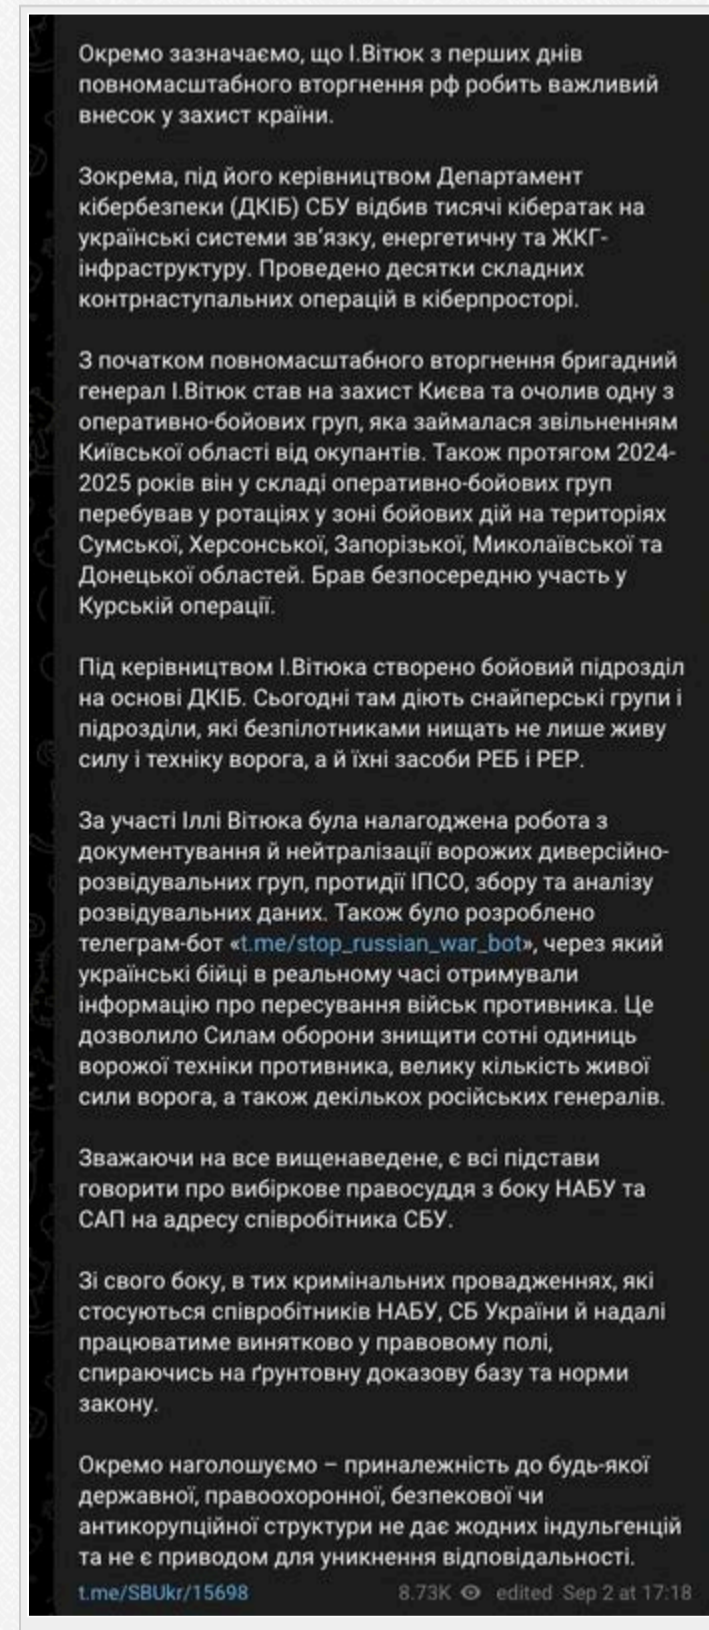 Окремо зазначаємо, що І.Вітюк з перших днів
повномасштабного вторгнення рф робить важливий
внесок у захист країни.
Зокрема, під його керівництвом Департамент
кібербезпеки (ДКІБ) СБУ відбив тисячі кібератак на
українські системи зв’язку, енергетичну та ЖКГ-
інфраструктуру. Проведено десятки складних
контрнаступальних операцій в кіберпросторі.
З початком повномасштабного вторгнення бригадний
генерал І.Вітюк став на захист Києва та очолив одну з
оперативно-бойових груп, яка займалася звільненням
Київської області від окупантів. Також протягом 2024-
2025 років він у складі оперативно-бойових груп
перебував у ротаціях у зоні бойових дій на територіях
Сумської, Херсонської, Запорізької, Миколаївської та
Донецької областей. Брав безпосередню участь у
Курській операції.
Під керівництвом І.Вітюка створено бойовий підрозділ
на основі ДКІБ. Сьогодні там діють снайперські групи і
підрозділи, які безпілотниками нищать не лише живу
силу і техніку ворога, а й їхні засоби РЕБ і РЕР.
За участі Іллі Вітюка була налагоджена робота з
документування й нейтралізації ворожих диверсійно-
розвідувальних груп, протидії ІПСО, збору та аналізу
розвідувальних даних. Також було розроблено
телеграм-бот «t.me/stop_russian_war_bot», через який
українські бійці в реальному часі отримували
інформацію про пересування військ противника. Це
дозволило Силам оборони знищити сотні одиниць
ворожої техніки противника, велику кількість живої
сили ворога, а також декількох російських генералів.
Зважаючи на все вищенаведене, є всі підстави
говорити про вибіркове правосуддя з боку НАБУ та
САП на адресу співробітника СБУ.
Зі свого боку, в тих кримінальних провадженнях, які
стосуються співробітників НАБУ, СБ України й надалі
працюватиме винятково у правовому полі,
спираючись на ґрунтовну доказову базу та норми
закону.
Окремо наголошуємо – приналежність до будь-якої
державної, правоохоронної, безпекової чи
антикорупційної структури не дає жодних індульгенцій
та не є приводом для уникнення відповідальності.
t.me/SBUkr/15698 8.73K edited Sep 2 at 17:18